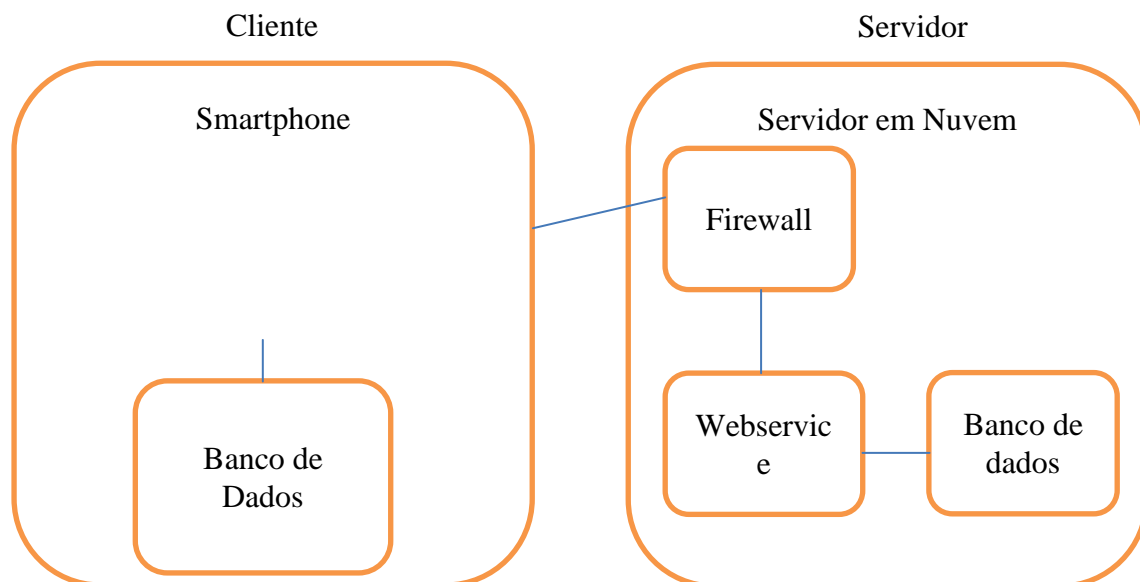 Cliente
Smartphone
Banco de
Dados
Servidor
Servidor em Nuvem
Firewall
Webservic
e
Banco de
dados